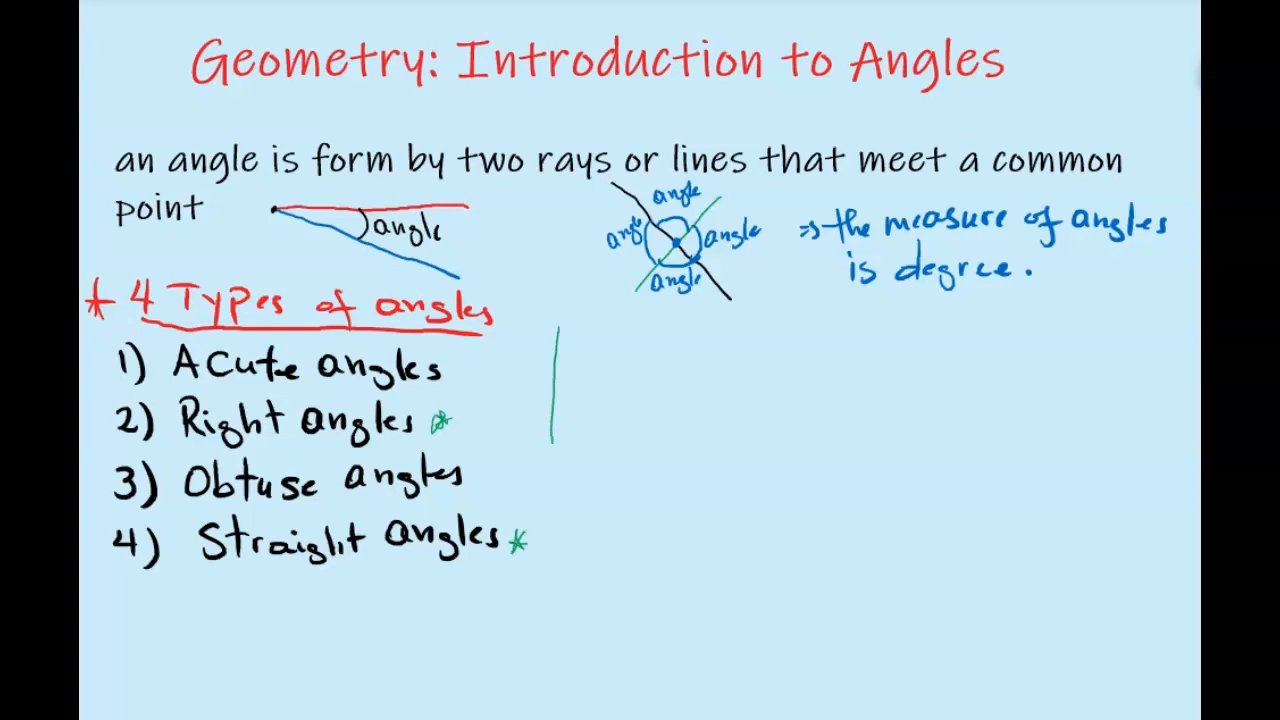 Geometry: Introduction to Angles
an angle is form by two rays or lines that meet a common
point
angle
angle
angle
angle
angle
⇒ the measure of angles
is degree.
* 4 Types of angles
1) Acute angles
2) Right angles *
3) Obtuse angles
4) Straight angles *